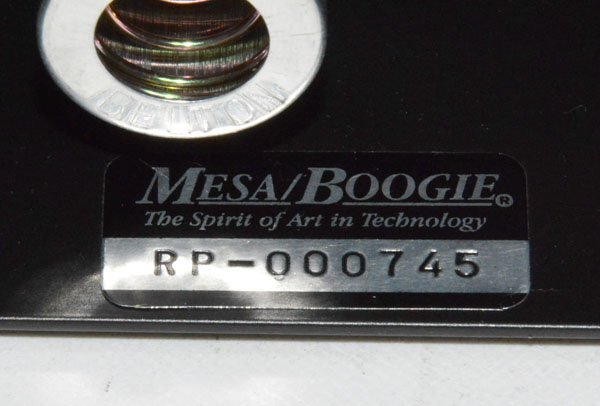 MESA/BOOGIE®
The Spirit of Art in Technology
RP-000745